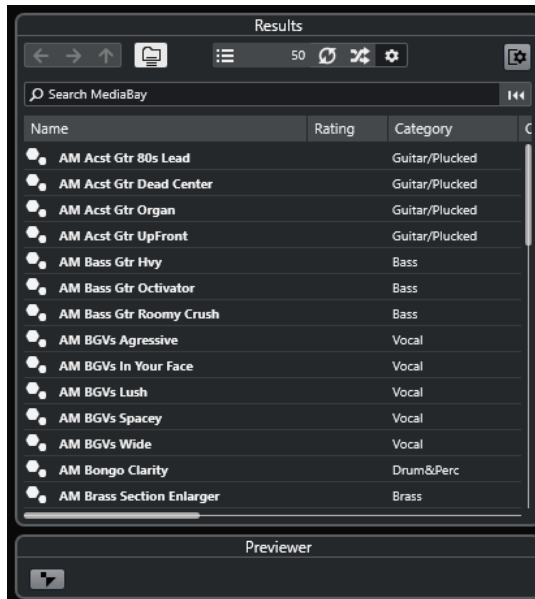 Results
50
Search MediaBay
Name Rating Category C
AM Acst Gtr 80s Lead Guitar/Plucked
AM Acst Gtr Dead Center Guitar/Plucked
AM Acst Gtr Organ Guitar/Plucked
AM Acst Gtr UpFront Guitar/Plucked
AM Bass Gtr Hvy Bass
AM Bass Gtr Octivator Bass
AM Bass Gtr Roomy Crush Bass
AM BGVs Agressive Vocal
AM BGVs In Your Face Vocal
AM BGVs Lush Vocal
AM BGVs Spacey Vocal
AM BGVs Wide Vocal
AM Bongo Clarity Drum&Perc
AM Brass Section Enlarger Brass
Previewer